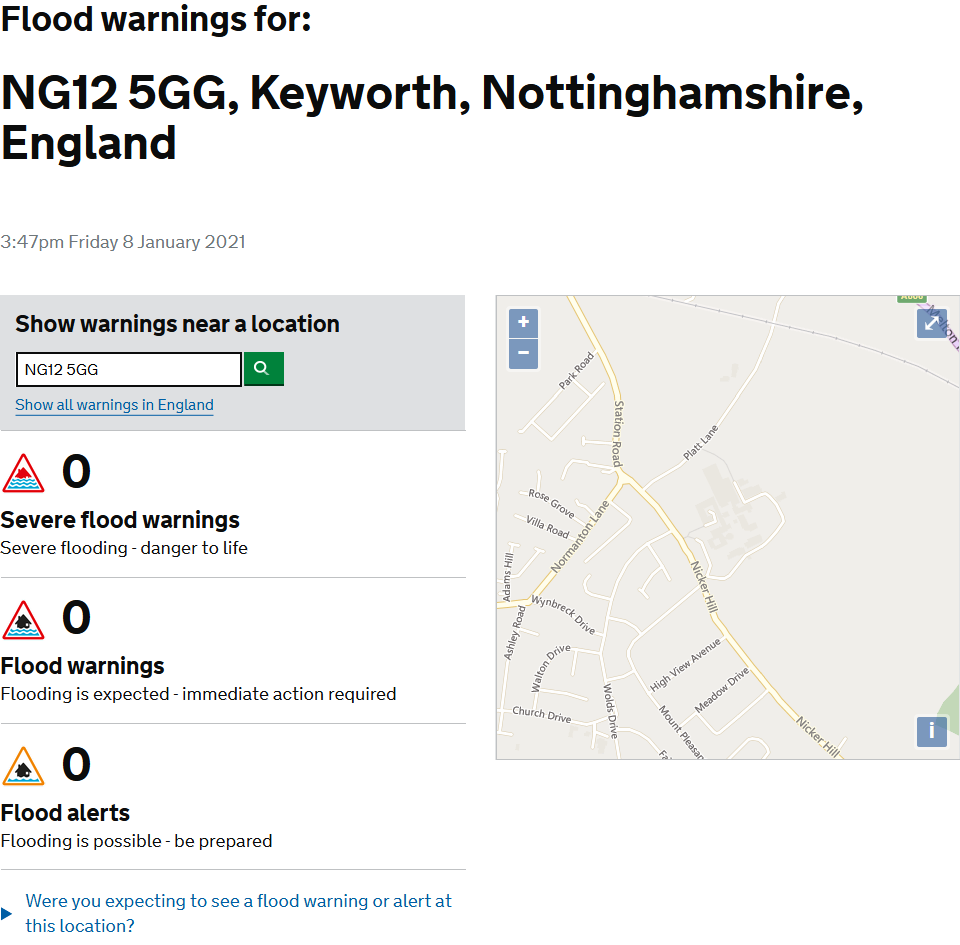 Flood warnings for:
NG12 5GG, Keyworth, Nottinghamshire,
England
3:47pm Friday 8 January 2021
Show warnings near a location
NG12 5GG
Show all warnings in England
0
Severe flood warnings
Severe flooding - danger to life
0
Flood warnings
Flooding is expected - immediate action required
0
Flood alerts
Flooding is possible - be prepared
Were you expecting to see a flood warning or alert at
this location?
+
−
Park Road
Station Road
Platt Lane
Rose Grove
Villa Road
Normanton Lane
Adams Hill
Nicker Hill
Wynbreck Drive
Ashley Road
Walton Drive
High View Avenue
Meadow Drive
Wolds Drive
Church Drive
Mount Pleasan
Nicker Hill
i